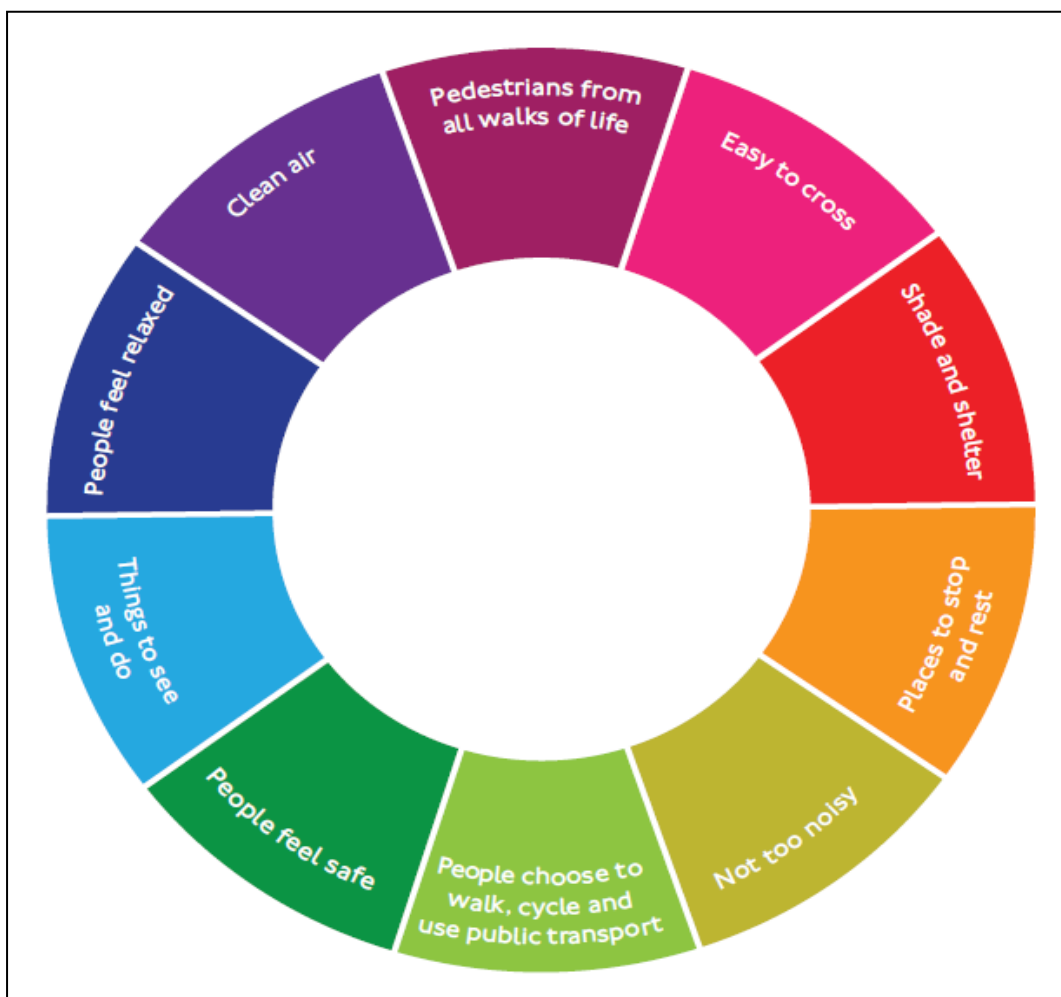 Pedestrians from
all walks of life
Easy to cross
Shade and shelter
Places to stop
and rest
Not too noisy
People choose to
walk, cycle and
use public transport
People feel safe
Things to see
and do
People feel relaxed
Clean air